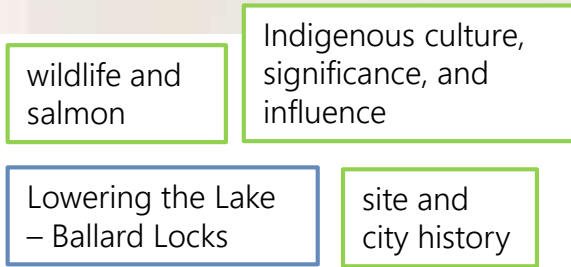 wildlife and
salmon
Indigenous culture,
significance, and
influence
Lowering the Lake
– Ballard Locks
site and
city history